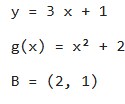 y = 3 x + 1
g(x) = x² + 2
B = (2, 1)